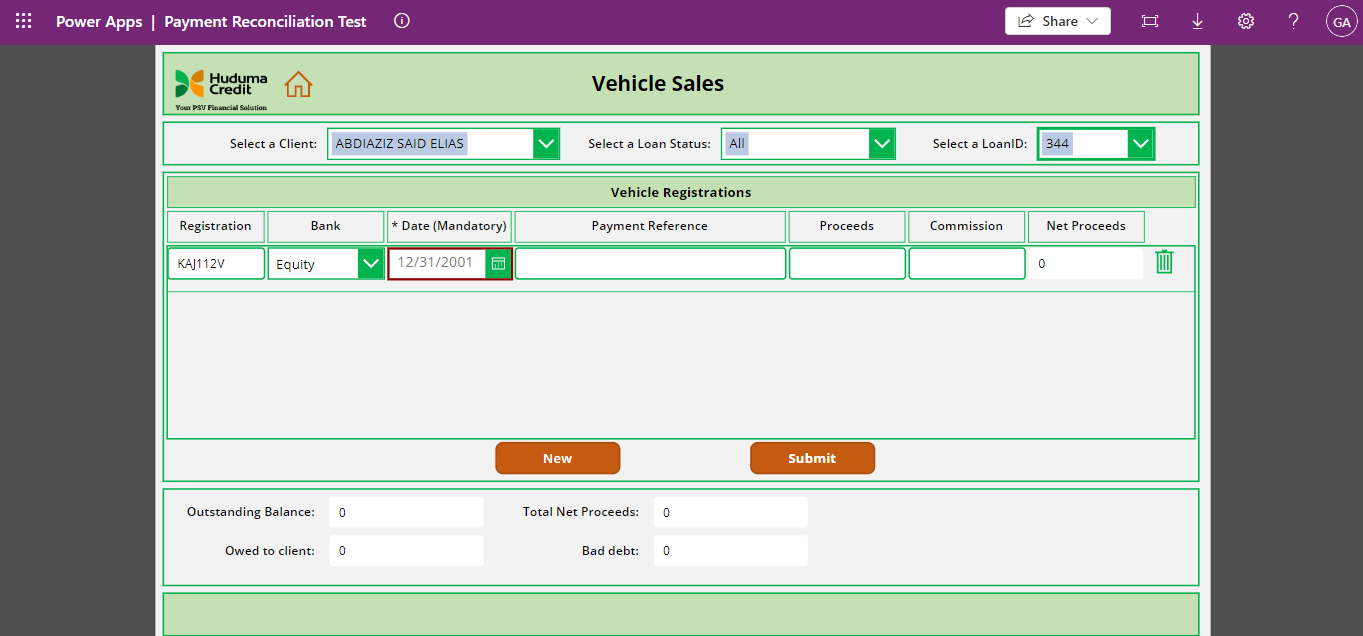 Power Apps | Payment Reconciliation Test
Share
?
GA
Huduma
Credit
Your PSV Financial Solution
Vehicle Sales
Select a Client: ABDIAZIZ SAID ELIAS Select a Loan Status: All Select a LoanID: 344
Vehicle Registrations
Registration Bank * Date (Mandatory) Payment Reference Proceeds Commission Net Proceeds
KAJ112V Equity 12/31/2001 0
New Submit
Outstanding Balance: 0 Total Net Proceeds: 0
Owed to client: 0 Bad debt: 0